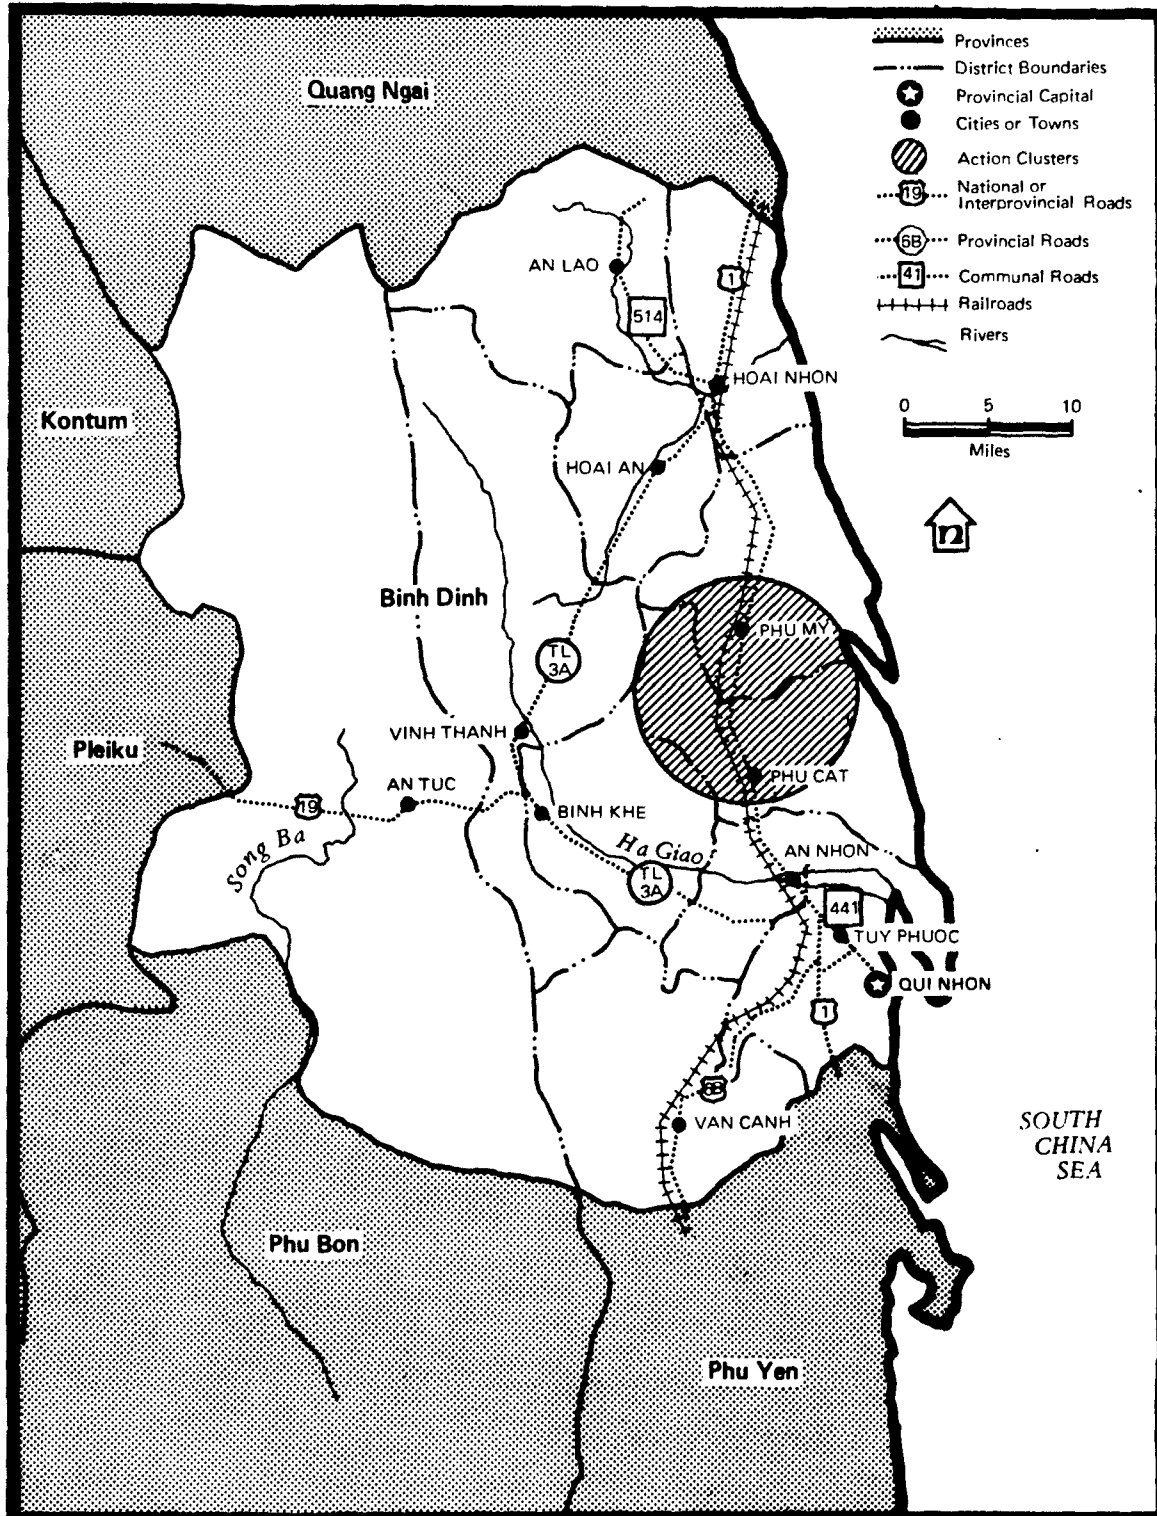 Provinces
District Boundaries
Provincial Capital
Cities or Towns
Action Clusters
19
National or
Interprovincial Roads
6B
Provincial Roads
41
Communal Roads
Railroads
Rivers
0 5 10
Miles
n
Quang Ngai
AN LAO
1
514
HOAI NHON
Kontum
HOAI AN
Binh Dinh
PHU MY
TL
3A
VINH THANH
Pleiku
AN TUC
PHU CAT
19
BINH KHE
Song Ba
Ha Giao
AN NHON
TL
3A
441
TUY PHUOC
QUI NHON
1
VAN CANH
SOUTH
CHINA
SEA
Phu Bon
Phu Yen